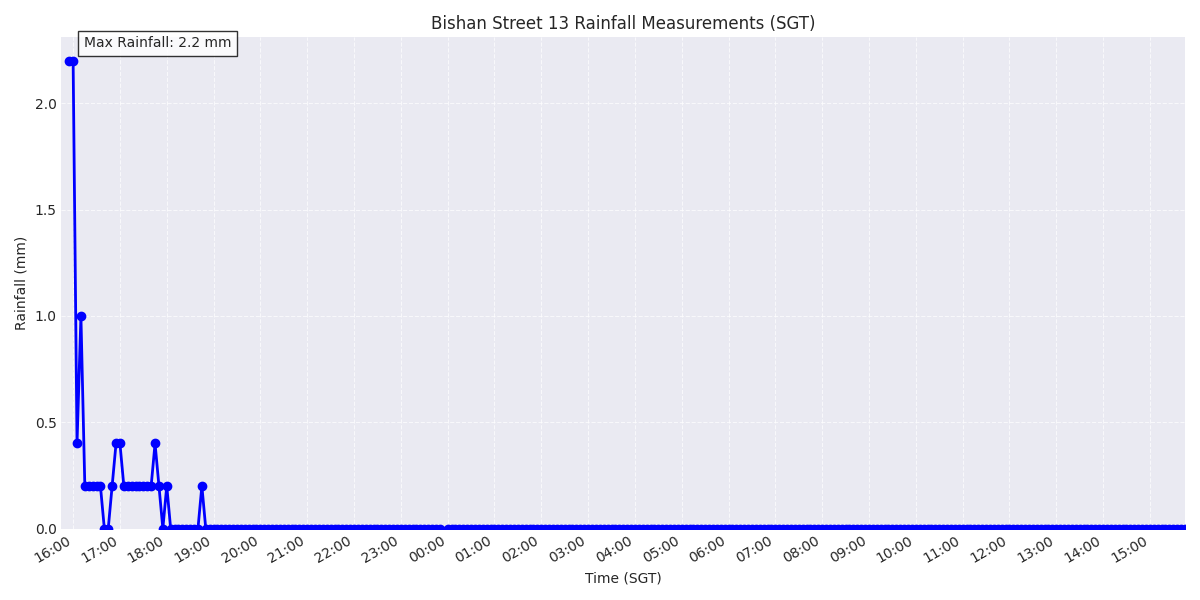 Bishan Street 13 Rainfall Measurements (SGT)
Max Rainfall: 2.2 mm
Rainfall (mm)
2.0
1.5
1.0
0.5
0.0
16:00 17:00 18:00 19:00 20:00 21:00 22:00 23:00 00:00 01:00 02:00 03:00 04:00 05:00 06:00 07:00 08:00 09:00 10:00 11:00 12:00 13:00 14:00 15:00
Time (SGT)